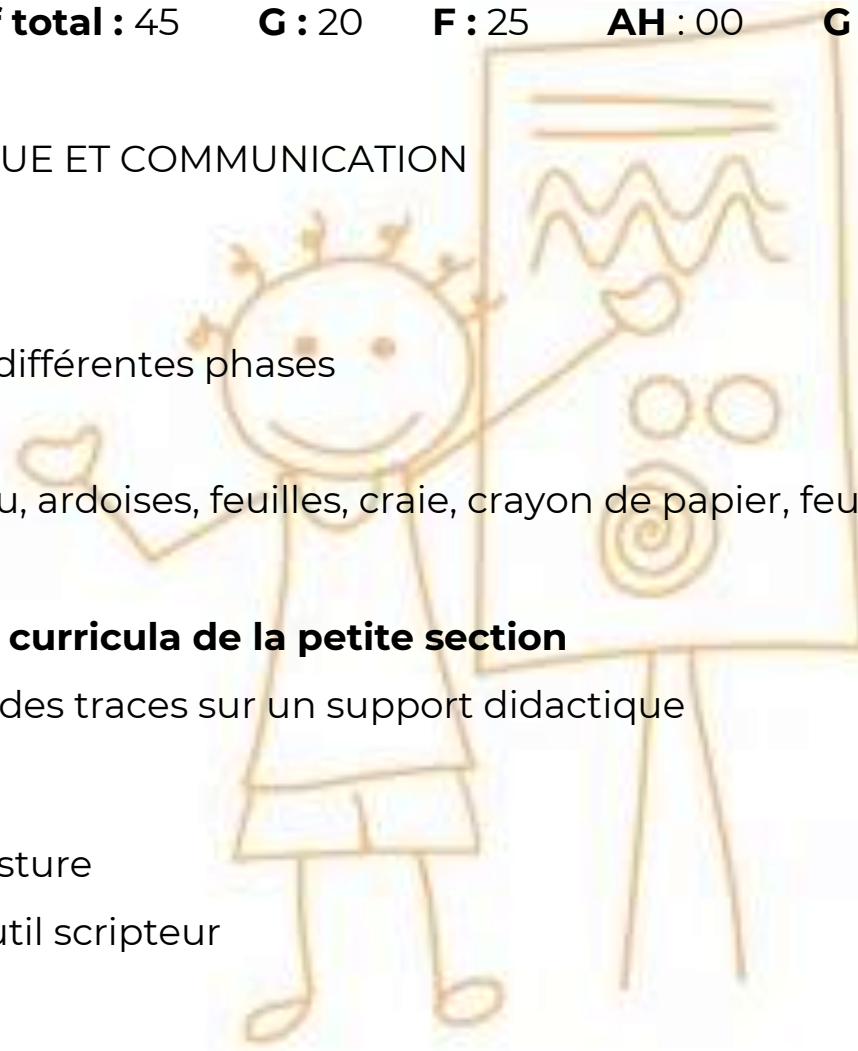 total : 45 G : 20 F : 25 AH : 00 G
UE ET COMMUNICATION
différentes phases
u, ardoises, feuilles, craie, crayon de papier, feu
curricula de la petite section
des traces sur un support didactique
sture
util scripteur